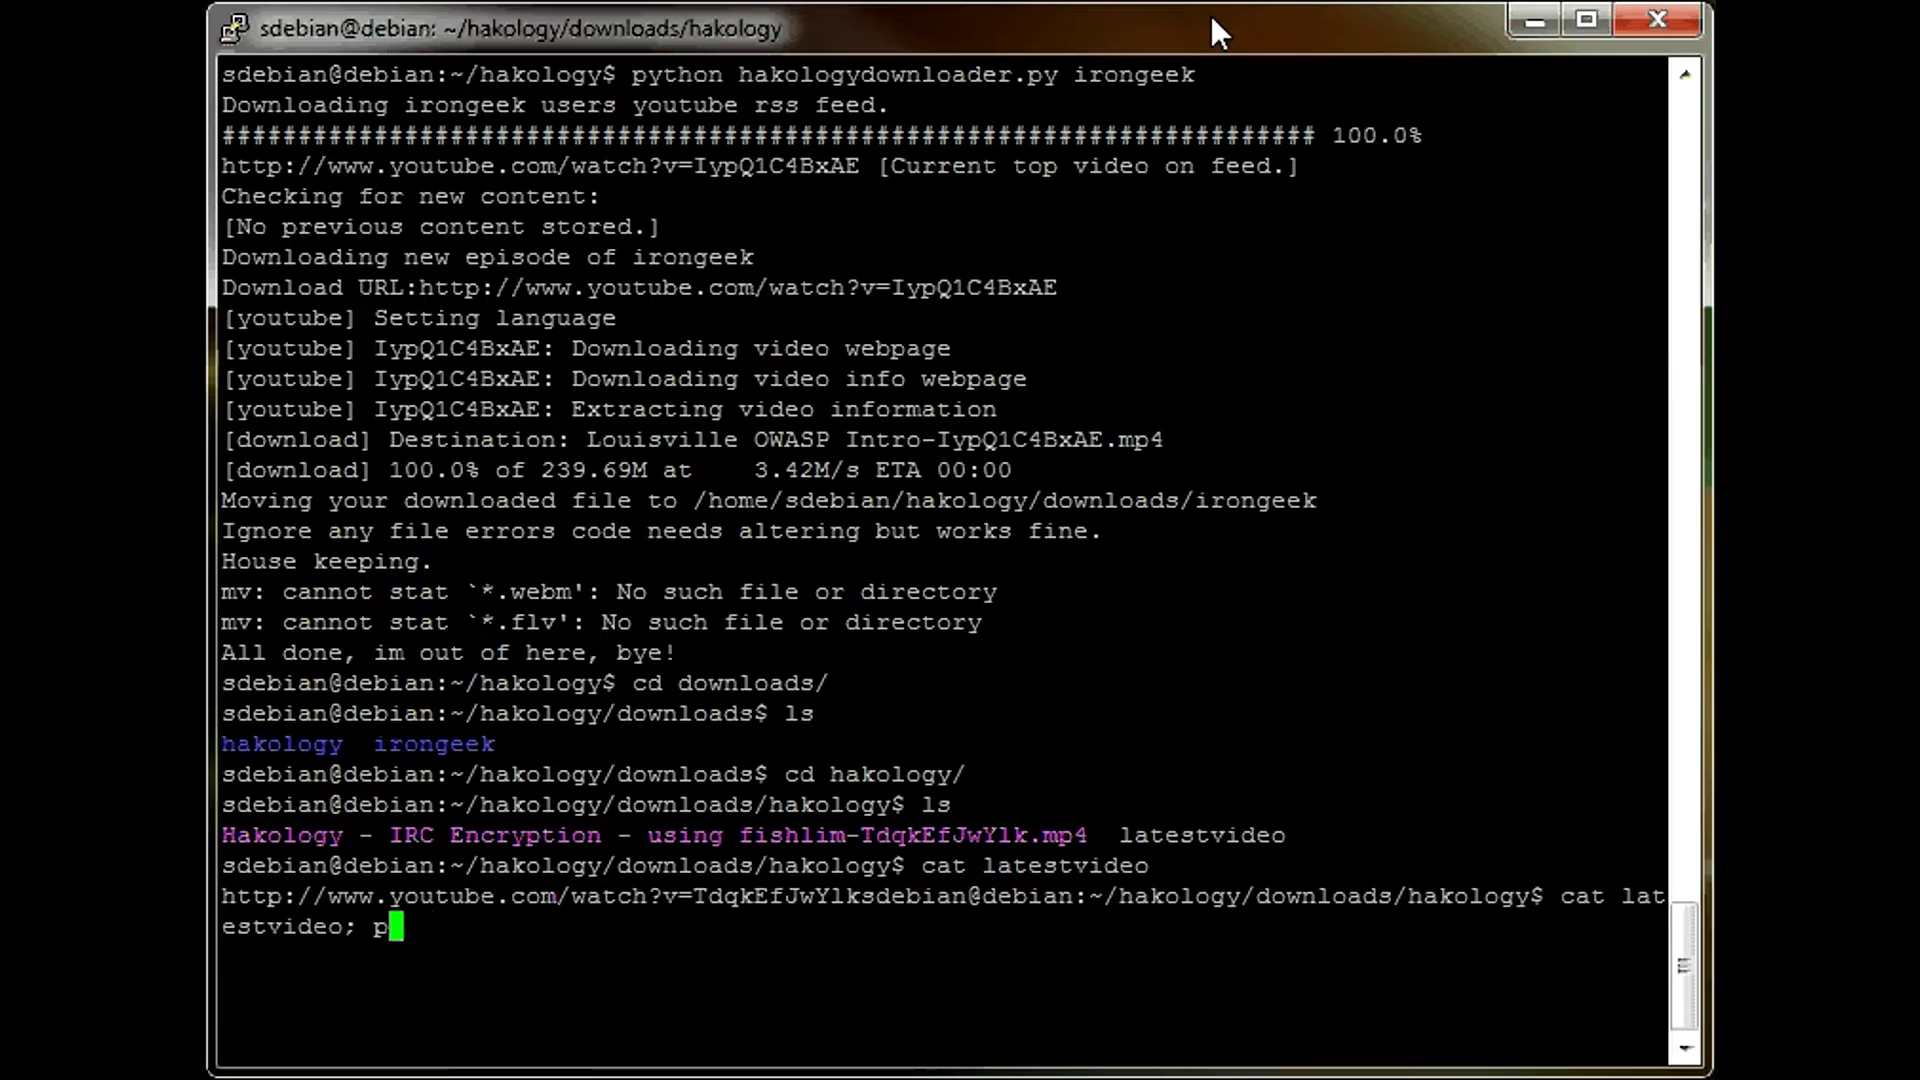 sdebian@debian: ~/hakology/downloads/hakology
sdebian@debian:~/hakology$ python hakologydownloader.py irongeek
Downloading irongeek users youtube rss feed.
######################################################################## 100.0%
http://www.youtube.com/watch?v=IypQ1C4BxAE [Current top video on feed.]
Checking for new content:
[No previous content stored.]
Downloading new episode of irongeek
Download URL:http://www.youtube.com/watch?v=IypQ1C4BxAE
[youtube] Setting language
[youtube] IypQ1C4BxAE: Downloading video webpage
[youtube] IypQ1C4BxAE: Downloading video info webpage
[youtube] IypQ1C4BxAE: Extracting video information
[download] Destination: Louisville OWASP Intro-IypQ1C4BxAE.mp4
[download] 100.0% of 239.69M at    3.42M/s ETA 00:00
Moving your downloaded file to /home/sdebian/hakology/downloads/irongeek
Ignore any file errors code needs altering but works fine.
House keeping.
mv: cannot stat `*.webm': No such file or directory
mv: cannot stat `*.flv': No such file or directory
All done, im out of here, bye!
sdebian@debian:~/hakology$ cd downloads/
sdebian@debian:~/hakology/downloads$ ls
hakology  irongeek
sdebian@debian:~/hakology/downloads$ cd hakology/
sdebian@debian:~/hakology/downloads/hakology$ ls
Hakology - IRC Encryption - using fishlim-TdqkEfJwYlk.mp4  latestvideo
sdebian@debian:~/hakology/downloads/hakology$ cat latestvideo
http://www.youtube.com/watch?v=TdqkEfJwYlksdebian@debian:~/hakology/downloads/hakology$ cat lat
estvideo; p